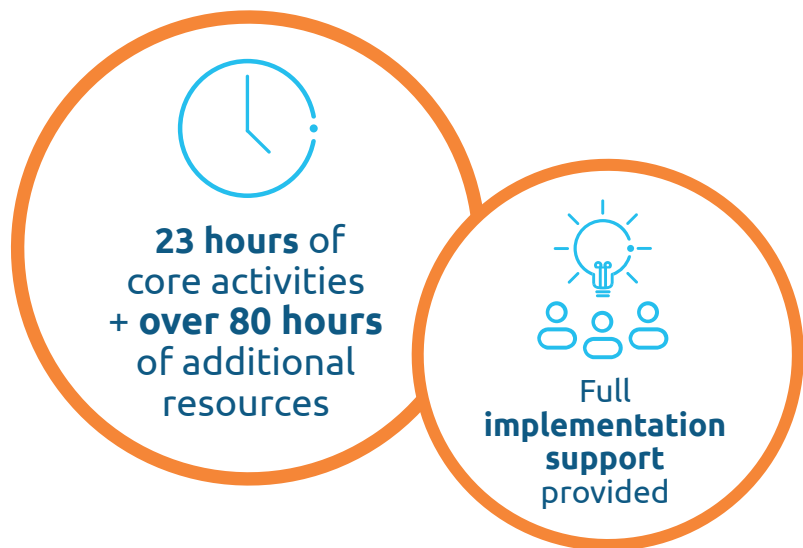 23 hours of
core activities
+ over 80 hours
of additional
resources
Full
implementation
support
provided